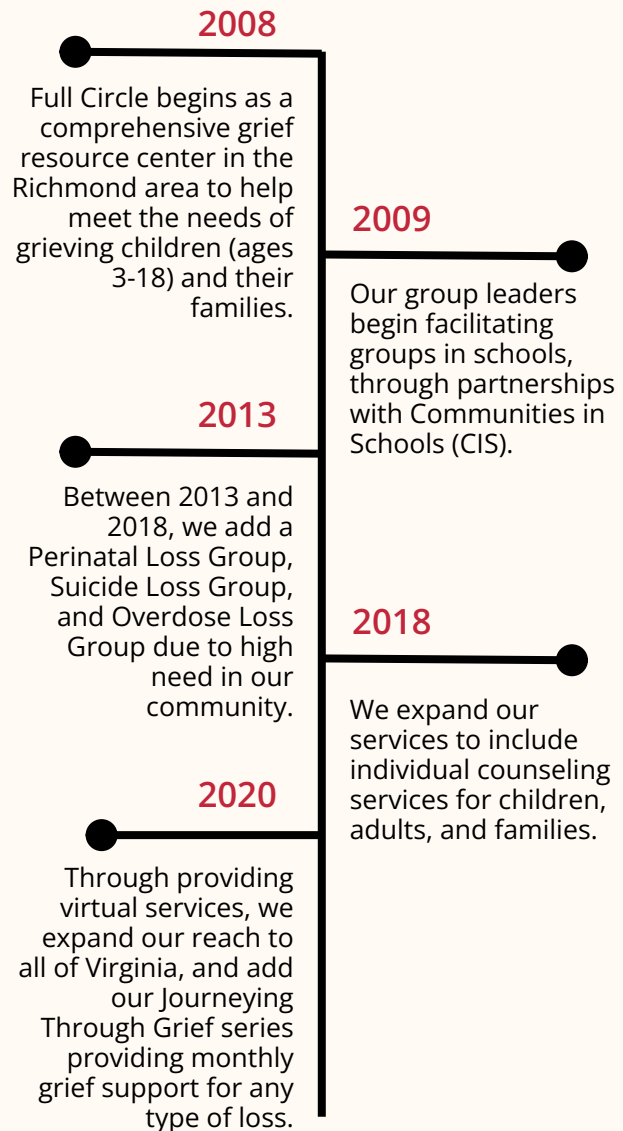 2008
Full Circle begins as a
comprehensive grief
resource center in the
Richmond area to help
meet the needs of
grieving children (ages
3-18) and their
families.
2009
Our group leaders
begin facilitating
groups in schools,
through partnerships
with Communities in
Schools (CIS).
2013
Between 2013 and
2018, we add a
Perinatal Loss Group,
Suicide Loss Group,
and Overdose Loss
Group due to high
need in our
community.
2018
We expand our
services to include
individual counseling
services for children,
adults, and families.
2020
Through providing
virtual services, we
expand our reach to
all of Virginia, and add
our Journeying
Through Grief series
providing monthly
grief support for any
type of loss.